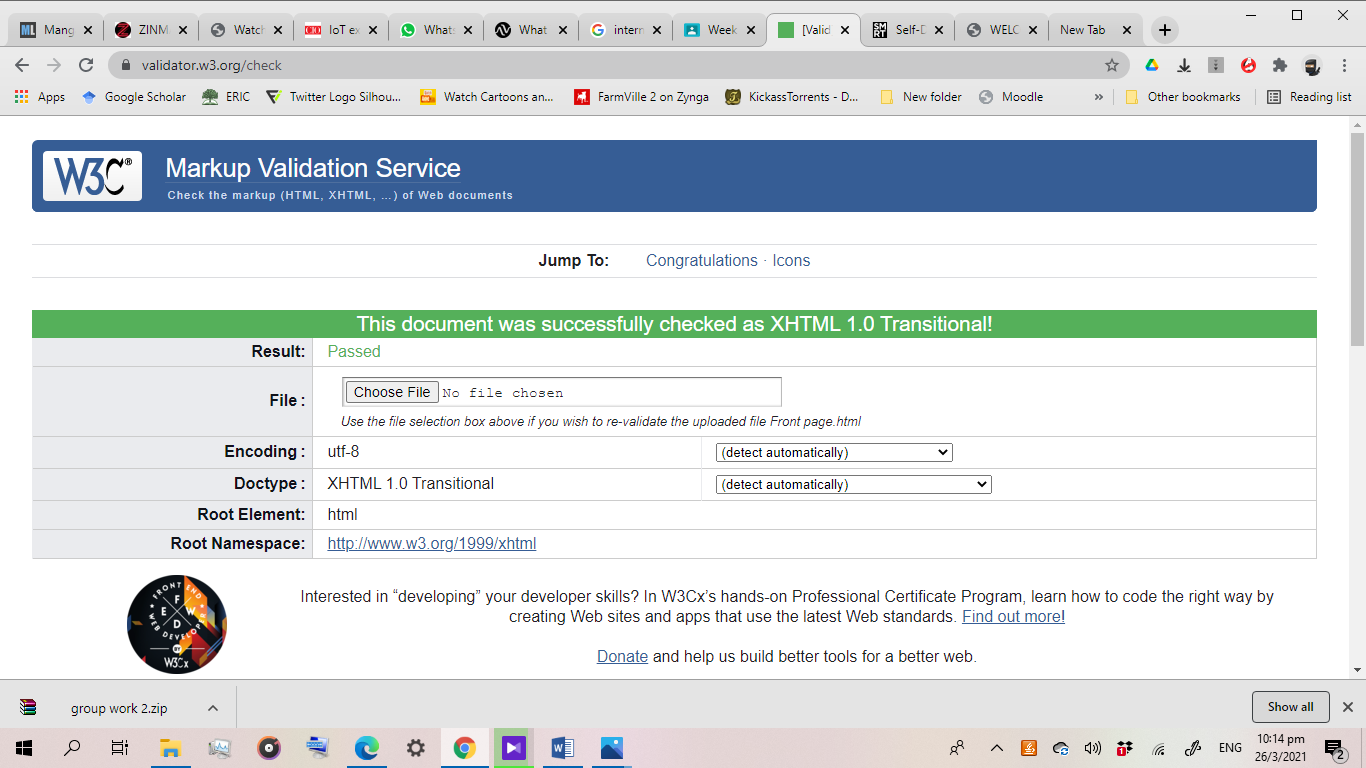 Mang
ZINM
Watch
IoT ex
What:
What
intern
Week
[Valid
Self-D
WELC
New Tab
validator.w3.org/check
Apps
Google Scholar
ERIC
Twitter Logo Silhou...
Watch Cartoons an...
FarmVille 2 on Zynga
KickassTorrents - D...
New folder
Moodle
»
Other bookmarks
Reading list
W3C®
Markup Validation Service
Check the markup (HTML, XHTML, ...) of Web documents
Jump To: Congratulations · Icons
This document was successfully checked as XHTML 1.0 Transitional!
Result: Passed
File : Choose File No file chosen
Use the file selection box above if you wish to re-validate the uploaded file Front page.html
Encoding : utf-8 (detect automatically)
Doctype : XHTML 1.0 Transitional (detect automatically)
Root Element: html
Root Namespace: http://www.w3.org/1999/xhtml
FRONT END
F
E W
D
WEB DEVELOPER
BY
W3Cx
Interested in “developing” your developer skills? In W3Cx’s hands-on Professional Certificate Program, learn how to code the right way by
creating Web sites and apps that use the latest Web standards. Find out more!
Donate and help us build better tools for a better web.
group work 2.zip
Show all
ENG
10:14 pm
26/3/2021
2